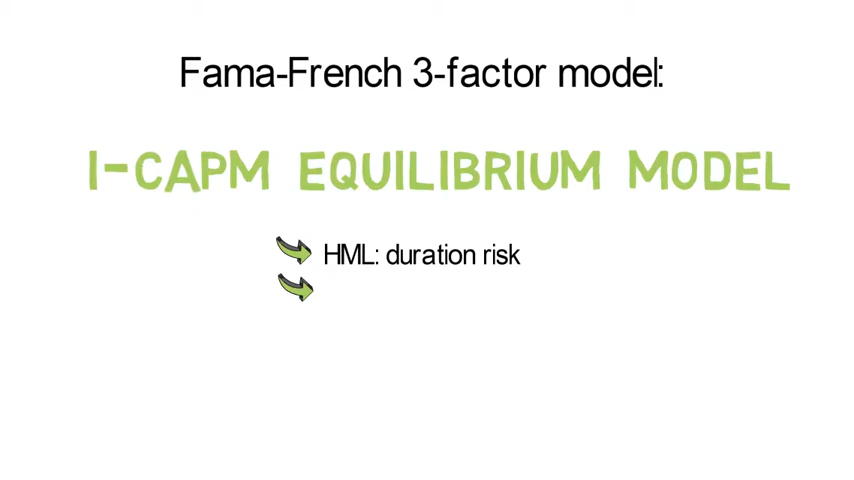 Fama-French 3-factor model:
I-CAPM EQUILIBRIUM MODEL
HML: duration risk